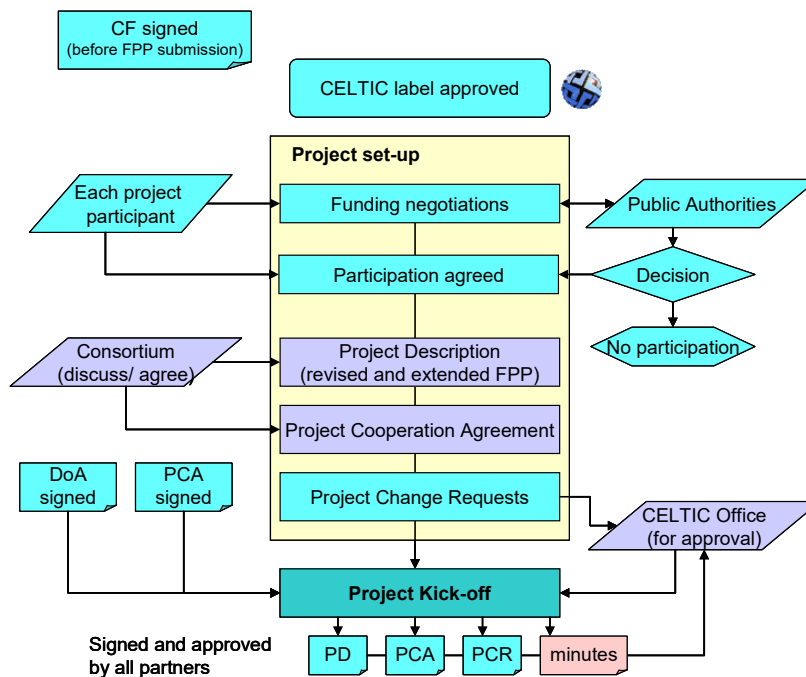 CF signed
(before FPP submission)
CELTIC label approved
Project set-up
Each project
participant
Funding negotiations
Public Authorities
Participation agreed
Decision
No participation
Consortium
(discuss/ agree)
Project Description
(revised and extended FPP)
Project Cooperation Agreement
DoA
signed
PCA
signed
Project Change Requests
CELTIC Office
(for approval)
Project Kick-off
Signed and approved
by all partners
PD
PCA
PCR
minutes